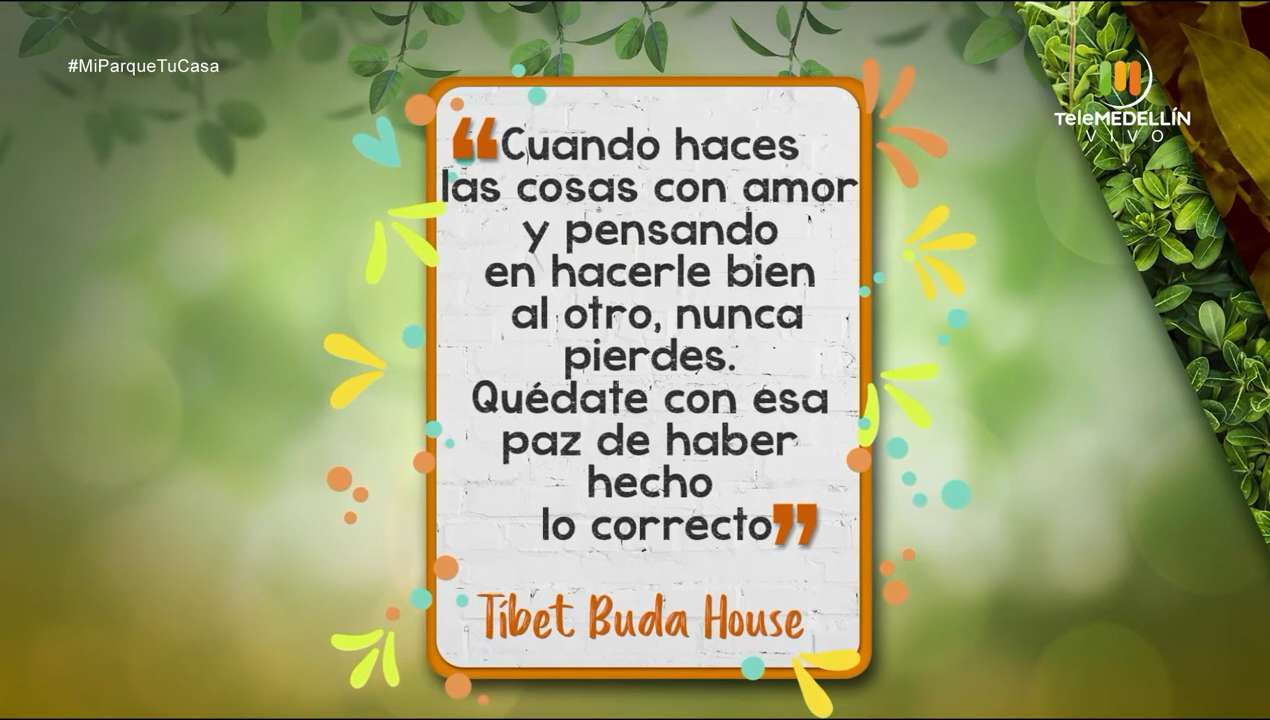 #MiParqueTuCasa
TeleMEDELLÍN
VIVO
“Cuando haces
las cosas con amor
y pensando
en hacerle bien
al otro, nunca
pierdes.
Quédate con esa
paz de haber
hecho
lo correcto”
Tíbet Buda House